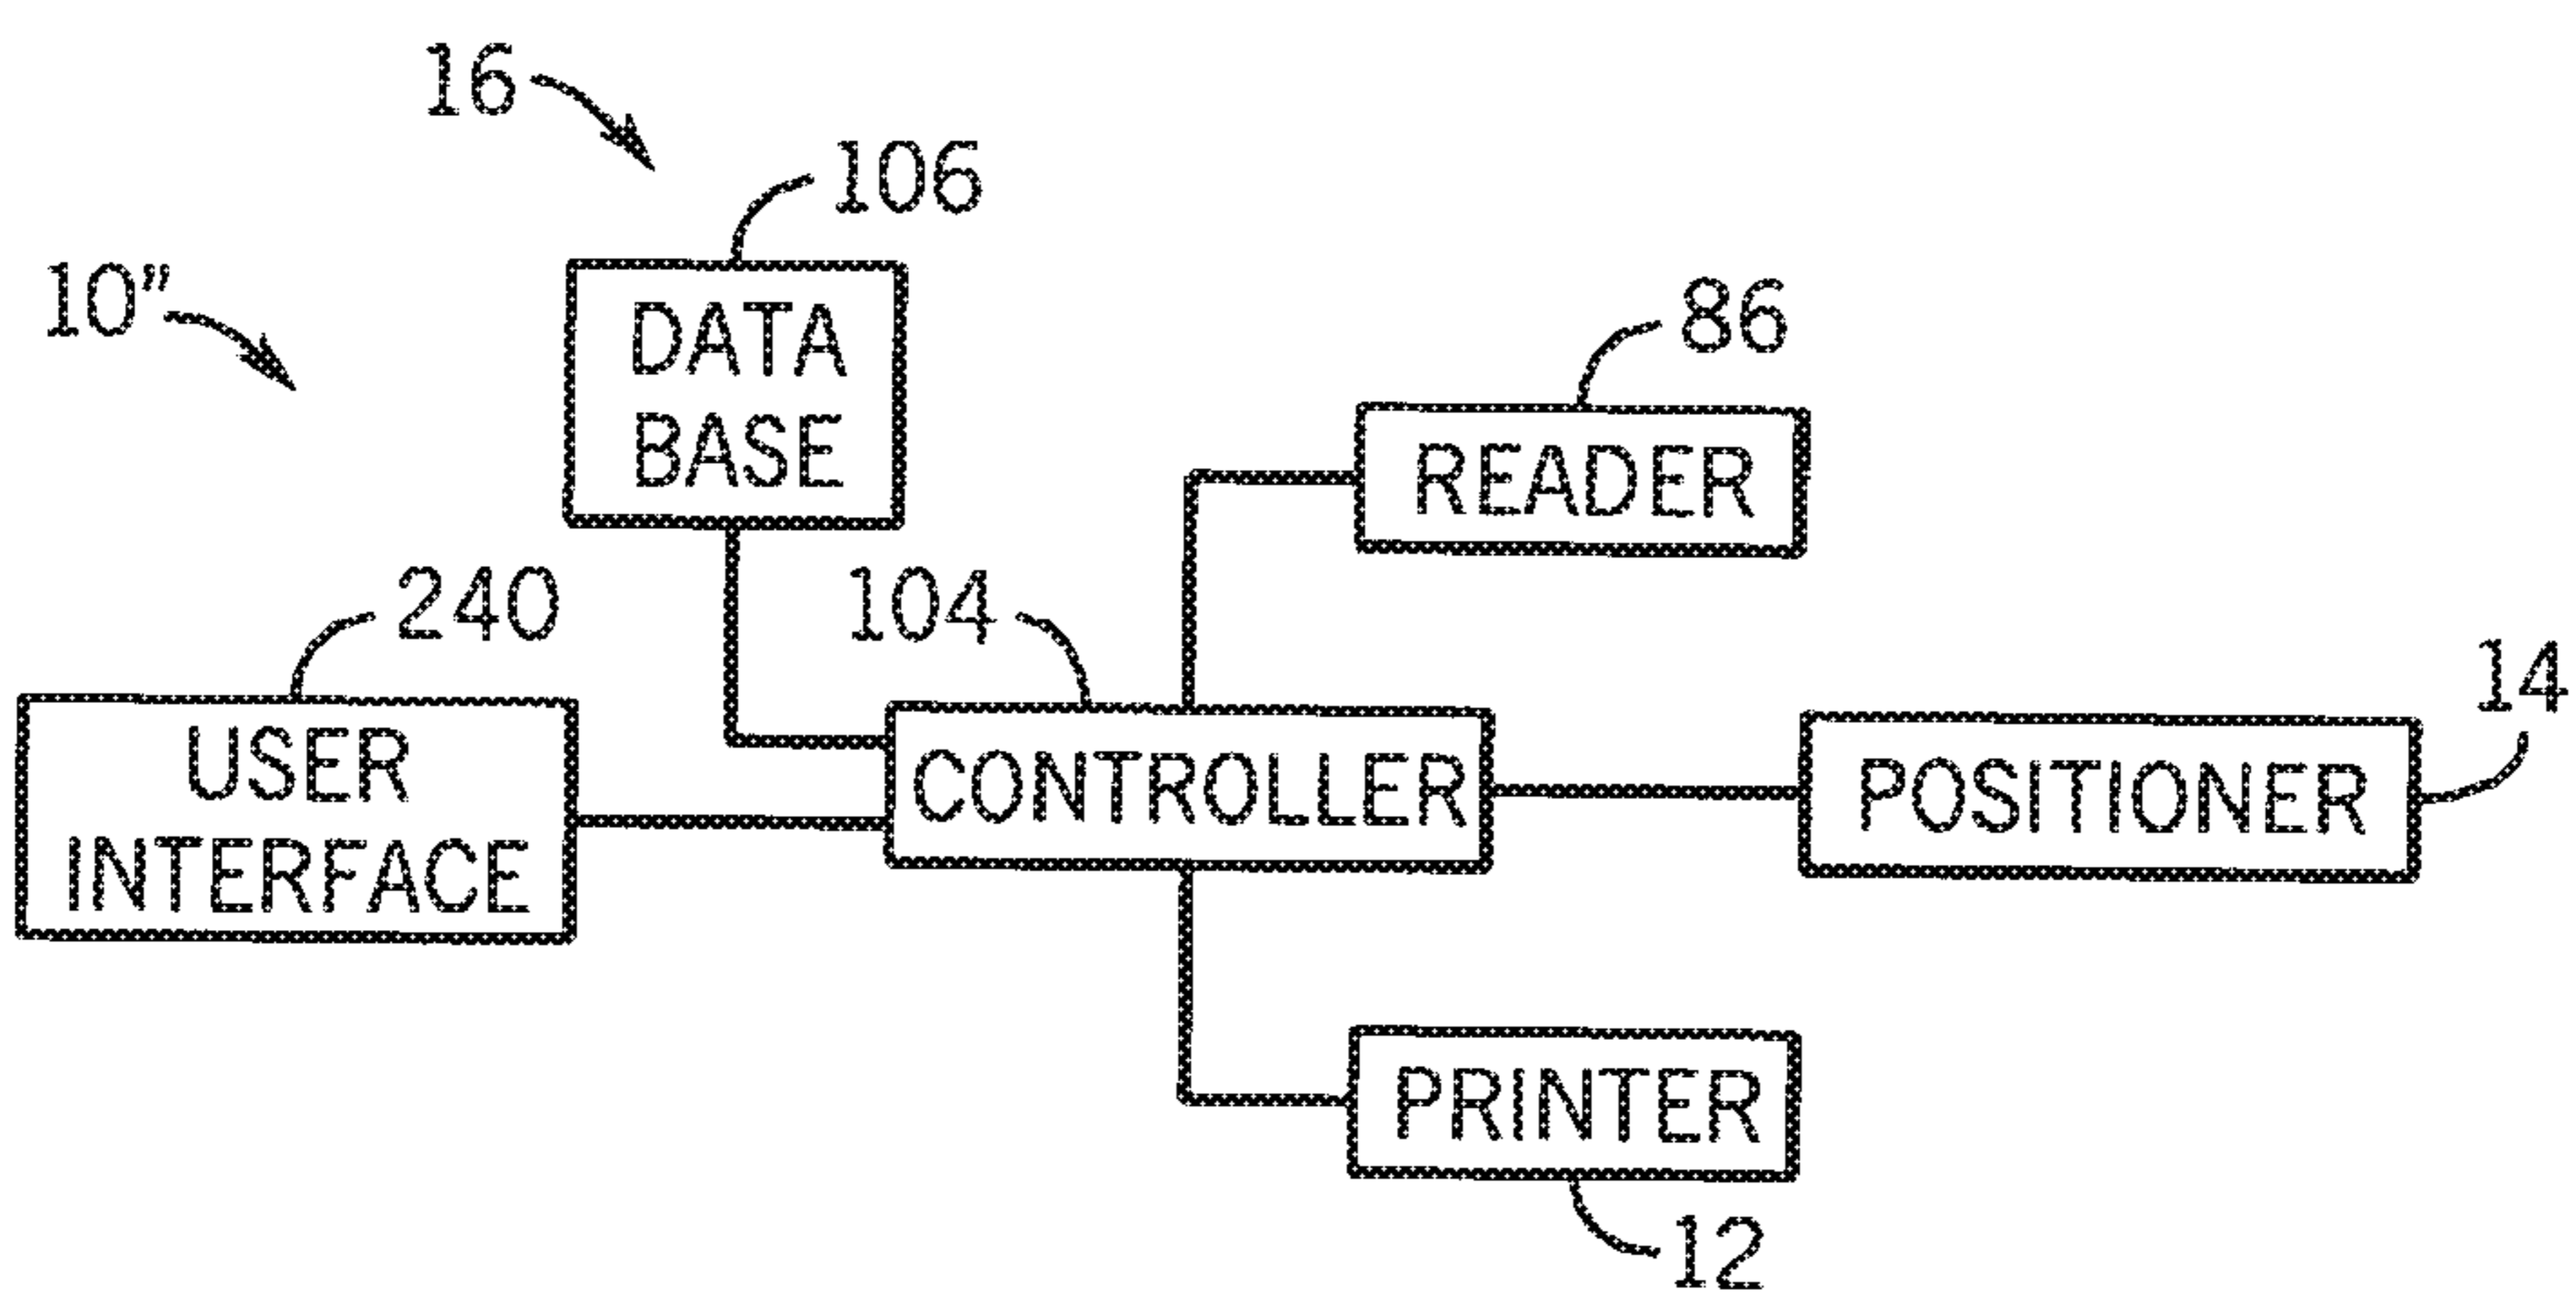 16
106
10”
DATA
BASE
86
READER
240
104
14
USER
INTERFACE
CONTROLLER
POSITIONER
PRINTER
12